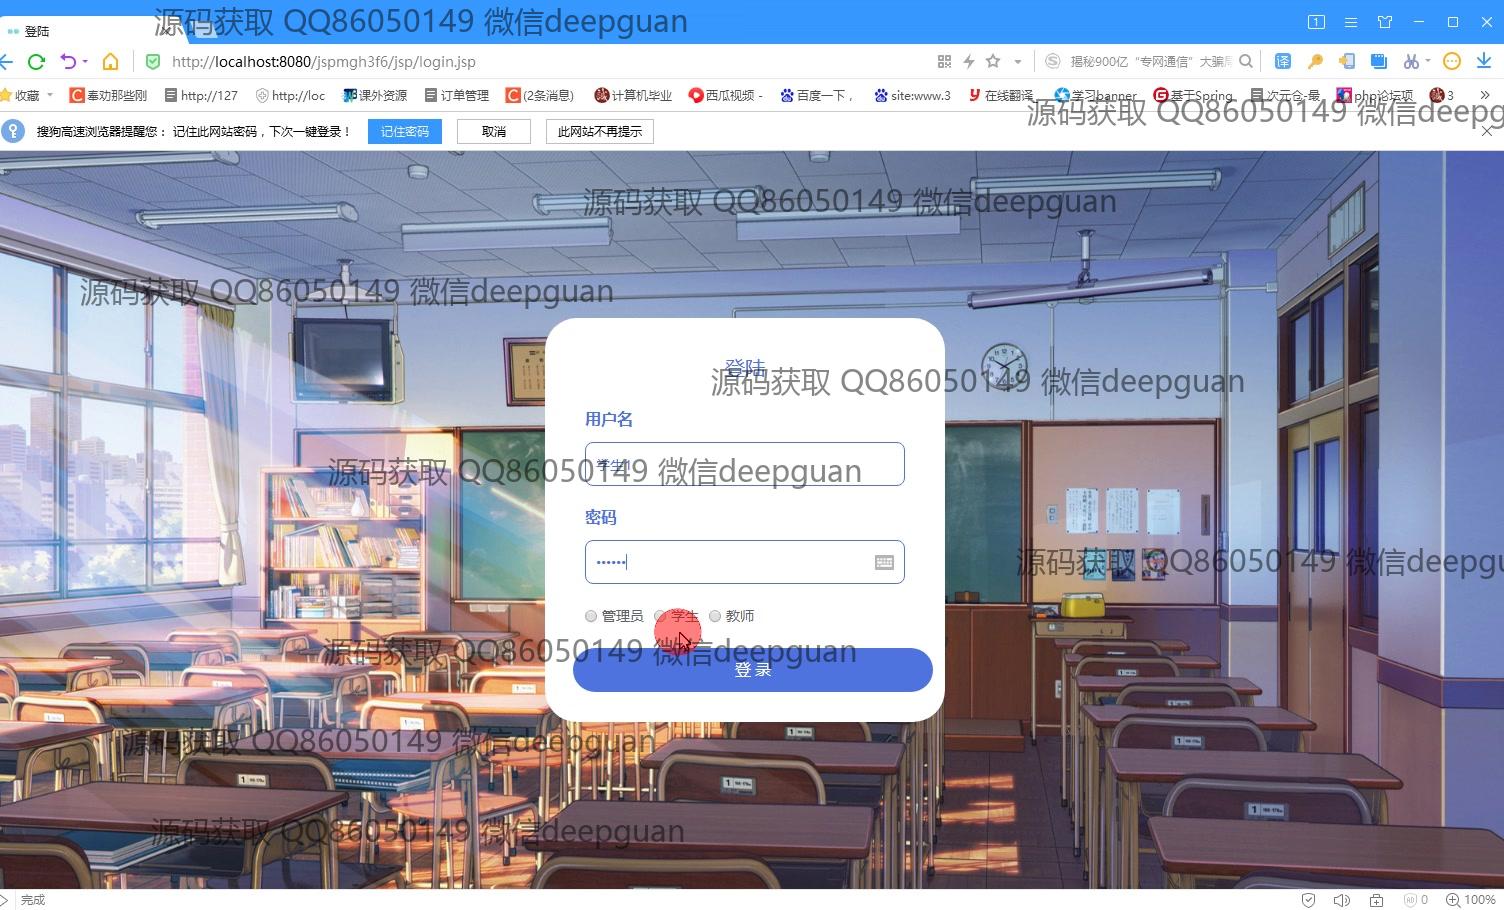 登陆
源码获取 QQ86050149 微信deepguan
1
http://localhost:8080/jspmgh3f6/jsp/login.jsp
揭秘900亿“专网通信”大骗
译
收藏
奉劝那些刚
http://127
http://loc
课外资源
订单管理
(2条消息)
计算机毕业
西瓜视频 -
百度一下，
site:www.3
在线翻译
学习banner
基于Spring
次元仓-最
php论坛项
3
源码获取 QQ86050149 微信deepg
搜狗高速浏览器提醒您： 记住此网站密码，下次一键登录！
记住密码
取消
此网站不再提示
源码获取 QQ86050149 微信deepguan
源码获取 QQ86050149 微信deepguan
登陆
源码获取 QQ86050149 微信deepguan
用户名
学生1
源码获取 QQ86050149 微信deepguan
密码
源码获取 QQ86050149 微信deepgu
管理员 学生 教师
源码获取 QQ86050149 微信deepguan
登录
源码获取 QQ86050149 微信deepguan
源码获取 QQ86050149 微信deepguan
完成
0
100%